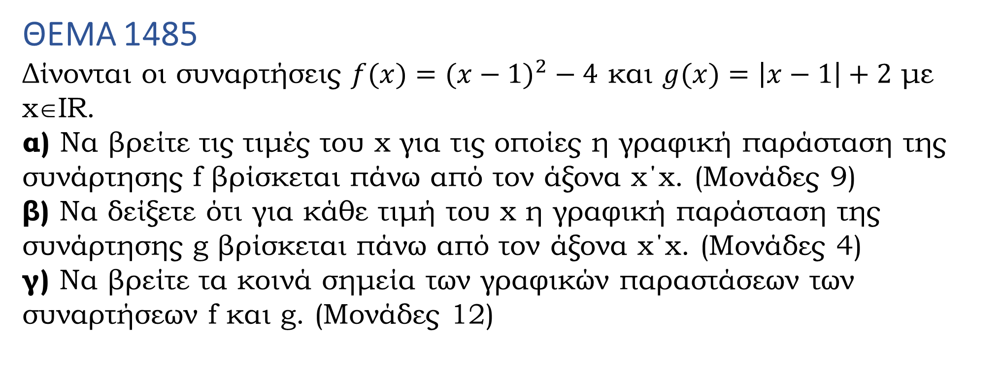 ΘΕΜΑ 1485
Δίνονται οι συναρτήσεις f(x) = (x − 1)² − 4 και g(x) = |x − 1| + 2 με
x∈IR.
α) Να βρείτε τις τιμές του x για τις οποίες η γραφική παράσταση της
συνάρτησης f βρίσκεται πάνω από τον άξονα x΄x. (Μονάδες 9)
β) Να δείξετε ότι για κάθε τιμή του x η γραφική παράσταση της
συνάρτησης g βρίσκεται πάνω από τον άξονα x΄x. (Μονάδες 4)
γ) Να βρείτε τα κοινά σημεία των γραφικών παραστάσεων των
συναρτήσεων f και g. (Μονάδες 12)